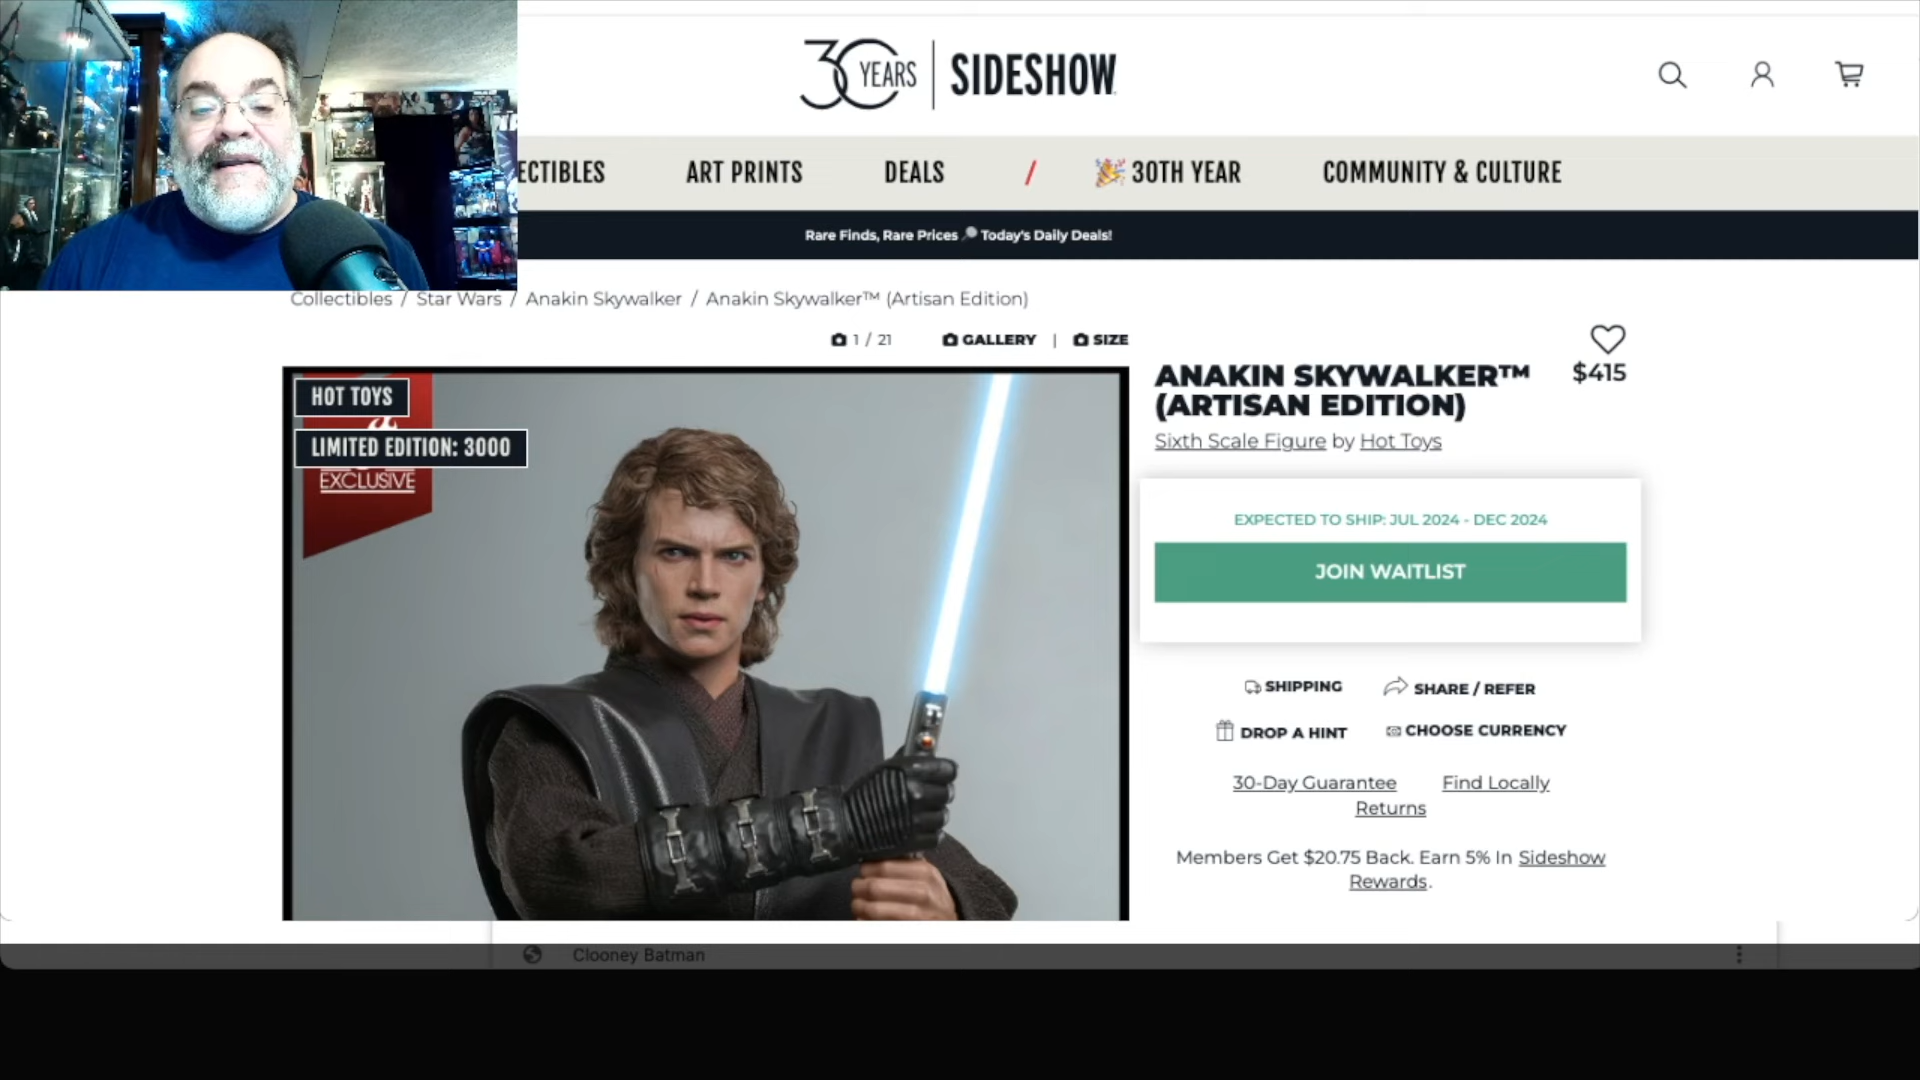 30 YEARS | SIDESHOW
ECTIBLES ART PRINTS DEALS / 🎉 30TH YEAR COMMUNITY & CULTURE
Rare Finds, Rare Prices 🔎 Today's Daily Deals!
Collectibles / Star Wars / Anakin Skywalker / Anakin Skywalker™ (Artisan Edition)
1 / 21 GALLERY | SIZE
HOT TOYS
LIMITED EDITION: 3000
EXCLUSIVE
ANAKIN SKYWALKER™ $415
(ARTISAN EDITION)
Sixth Scale Figure by Hot Toys
EXPECTED TO SHIP: JUL 2024 - DEC 2024
JOIN WAITLIST
SHIPPING SHARE / REFER
DROP A HINT CHOOSE CURRENCY
30-Day Guarantee Find Locally
Returns
Members Get $20.75 Back. Earn 5% In Sideshow
Rewards.
Clooney Batman